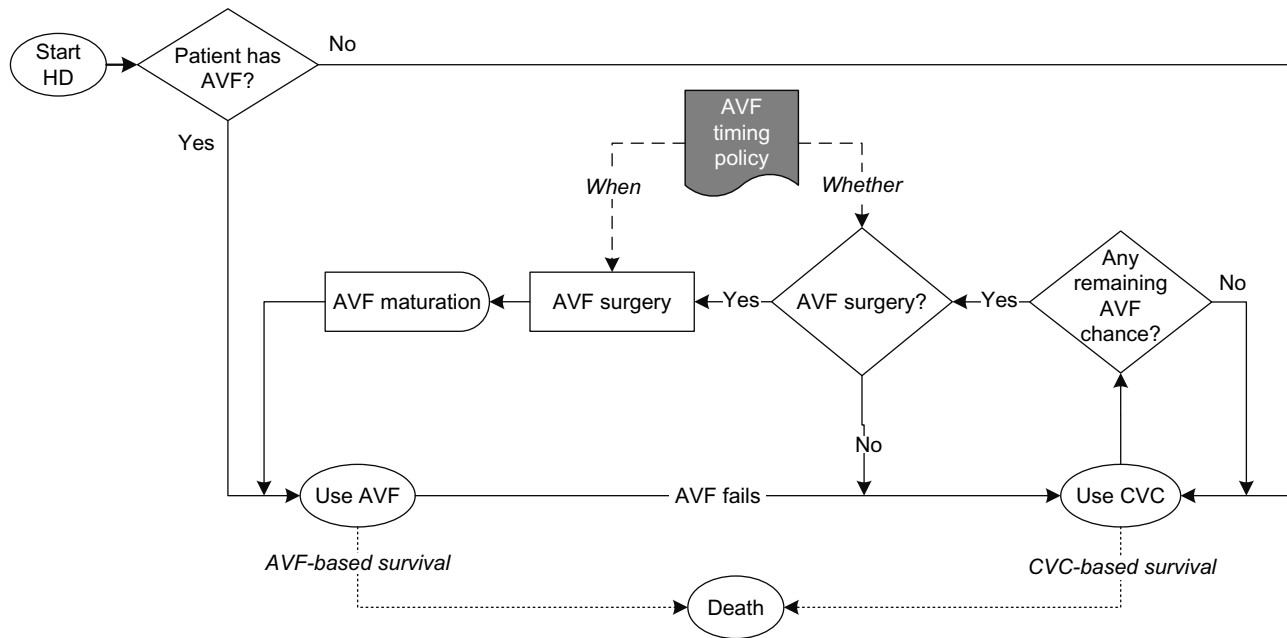 Start
HD
Patient has
AVF?
No
Yes
AVF
timing
policy
When
Whether
AVF maturation
AVF surgery
Yes
AVF surgery?
Yes
Any
remaining
AVF
chance?
No
No
Use AVF
AVF fails
Use CVC
AVF-based survival
CVC-based survival
Death